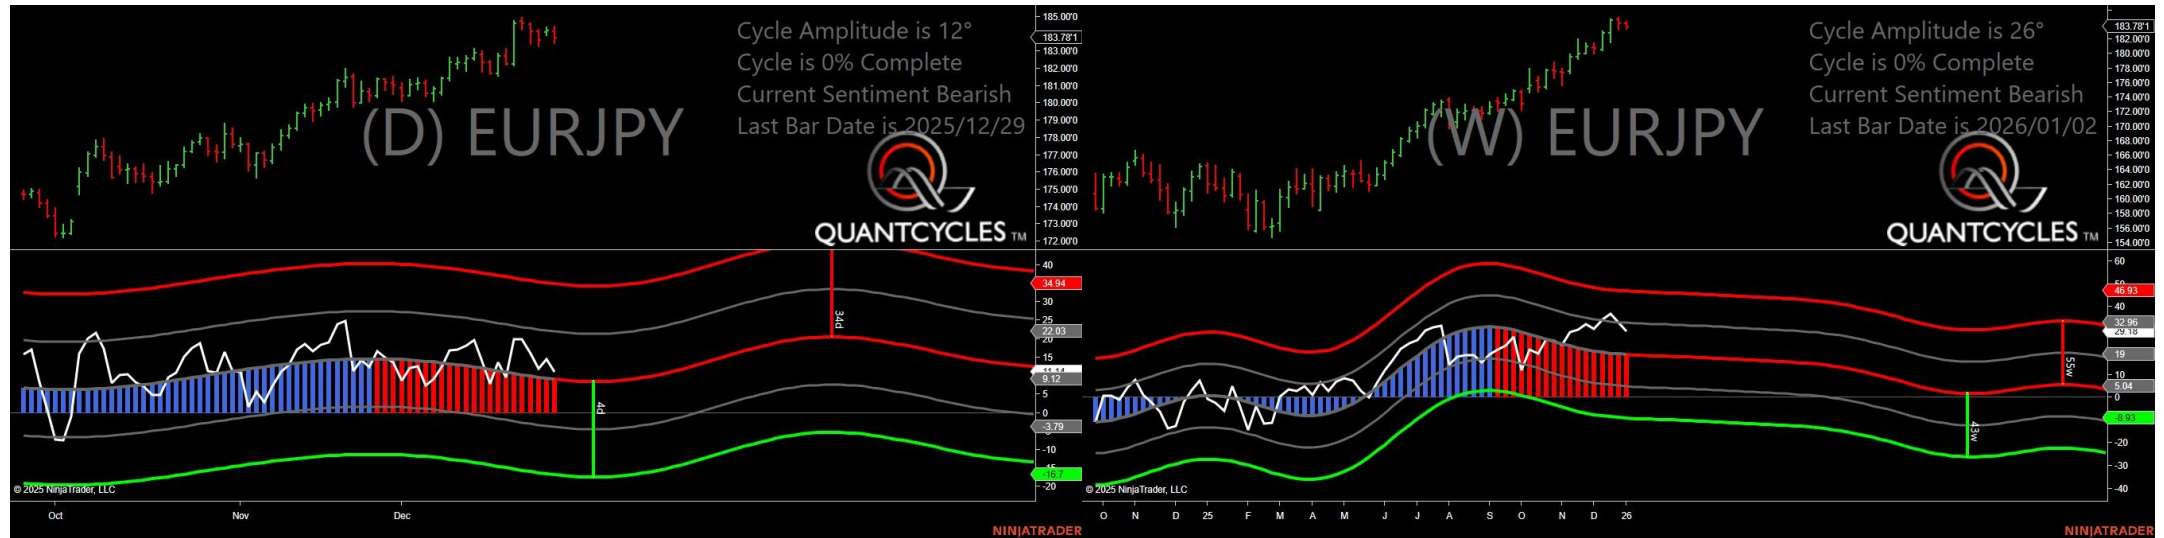 Cycle Amplitude is 12°
Cycle is 0% Complete
Current Sentiment Bearish
Last Bar Date is 2025/12/29
(D) EURJPY
QUANTCYCLES TM
185.00'0
183.78'1
183.00'0
182.00'0
181.00'0
180.00'0
179.00'0
178.00'0
177.00'0
176.00'0
175.00'0
174.00'0
173.00'0
172.00'0
40
34.94
30
25
22.03
20
15
11.14
9.12
5
0
-3.79
-10
-15
-16.7
-20
34d
4d
© 2025 NinjaTrader, LLC
Oct
Nov
Dec
NINJATRADER
Cycle Amplitude is 26°
Cycle is 0% Complete
Current Sentiment Bearish
Last Bar Date is 2026/01/02
(W) EURJPY
QUANTCYCLES TM
183.78'1
182.00'0
180.00'0
178.00'0
176.00'0
174.00'0
172.00'0
170.00'0
168.00'0
166.00'0
164.00'0
162.00'0
160.00'0
158.00'0
156.00'0
154.00'0
60
46.93
40
32.96
29.18
19
10
5.04
0
-8.93
-20
-30
-40
55w
43w
© 2025 NinjaTrader, LLC
O N D 25 F M A M J J A S O N D 26
NINJATRADER